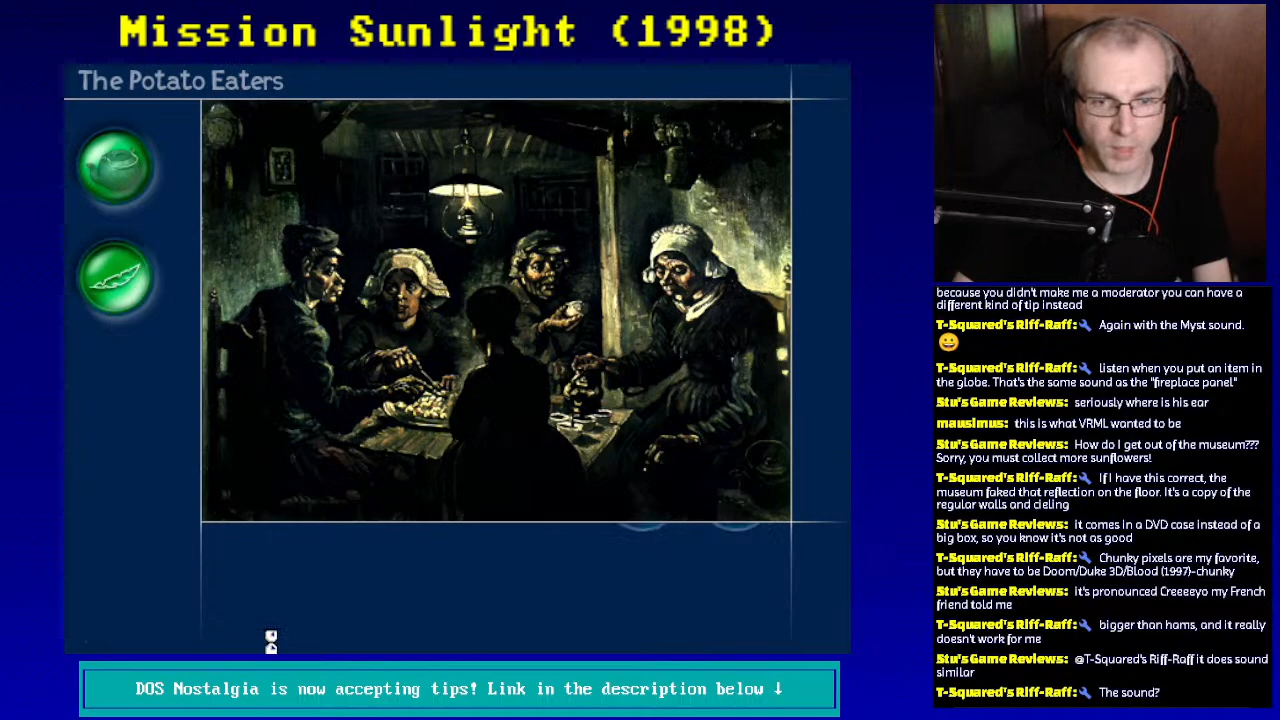 Mission Sunlight (1998)
The Potato Eaters
because you didn't make me a moderator you can have a
different kind of tip instead
T-Squared's Riff-Raff: Again with the Myst sound.
T-Squared's Riff-Raff: listen when you put an item in
the globe. That's the same sound as the "fireplace panel"
Stu's Game Reviews: seriously where is his ear
mausimus: this is what VRML wanted to be
Stu's Game Reviews: How do I get out of the museum???
Sorry, you must collect more sunflowers!
T-Squared's Riff-Raff: If I have this correct, the
museum faked that reflection on the floor. It's a copy of the
regular walls and cieling
Stu's Game Reviews: it comes in a DVD case instead of a
big box, so you know it's not as good
T-Squared's Riff-Raff: Chunky pixels are my favorite,
but they have to be Doom/Duke 3D/Blood (1997)-chunky
Stu's Game Reviews: it's pronounced Creeeeyo my French
friend told me
T-Squared's Riff-Raff: bigger than hams, and it really
doesn't work for me
Stu's Game Reviews: @T-Squared's Riff-Raff it does sound
similar
T-Squared's Riff-Raff: The sound?
DOS Nostalgia is now accepting tips! Link in the description below ↓